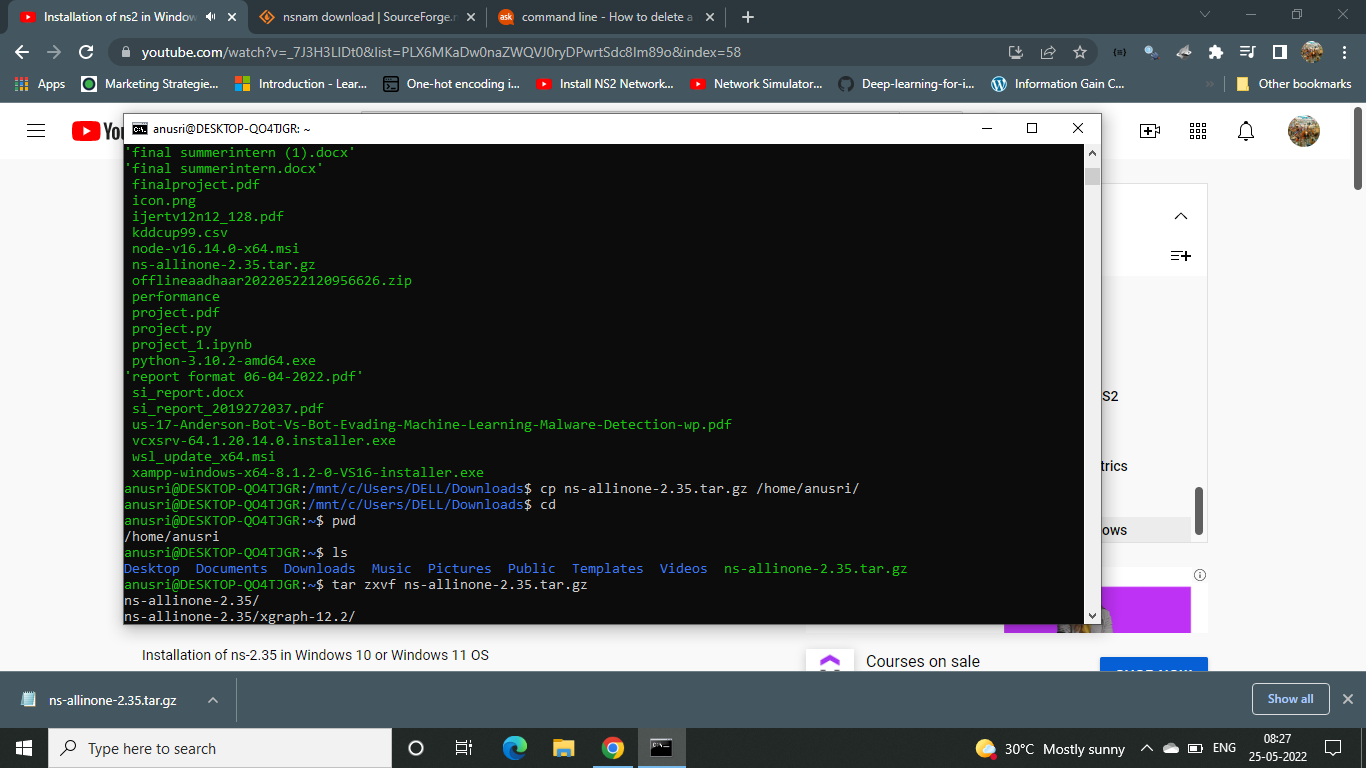 Installation of ns2 in Window
nsnam download | SourceForge.n
command line - How to delete a
youtube.com/watch?v=_7J3H3LIDt0&list=PLX6MKaDw0naZWQVJ0ryDPwrtSdc8Im89o&index=58
Apps
Marketing Strategie...
Introduction - Lear...
One-hot encoding i...
Install NS2 Network...
Network Simulator...
Deep-learning-for-i...
Information Gain C...
Other bookmarks
anusri@DESKTOP-QO4TJGR: ~
'final summerintern (1).docx'
'final summerintern.docx'
finalproject.pdf
icon.png
ijertv12n12_128.pdf
kddcup99.csv
node-v16.14.0-x64.msi
ns-allinone-2.35.tar.gz
offlineaadhaar20220522120956626.zip
performance
project.pdf
project.py
project_1.ipynb
python-3.10.2-amd64.exe
'report format 06-04-2022.pdf'
si_report.docx
si_report_2019272037.pdf
us-17-Anderson-Bot-Vs-Bot-Evading-Machine-Learning-Malware-Detection-wp.pdf
vcxsrv-64.1.20.14.0.installer.exe
wsl_update_x64.msi
xampp-windows-x64-8.1.2-0-VS16-installer.exe
anusri@DESKTOP-QO4TJGR:/mnt/c/Users/DELL/Downloads$ cp ns-allinone-2.35.tar.gz /home/anusri/
anusri@DESKTOP-QO4TJGR:/mnt/c/Users/DELL/Downloads$ cd
anusri@DESKTOP-QO4TJGR:~$ pwd
/home/anusri
anusri@DESKTOP-QO4TJGR:~$ ls
Desktop Documents Downloads Music Pictures Public Templates Videos ns-allinone-2.35.tar.gz
anusri@DESKTOP-QO4TJGR:~$ tar zxvf ns-allinone-2.35.tar.gz
ns-allinone-2.35/
ns-allinone-2.35/xgraph-12.2/
S2
trics
ows
Installation of ns-2.35 in Windows 10 or Windows 11 OS
Courses on sale
ns-allinone-2.35.tar.gz
Show all
Type here to search
30°C Mostly sunny
ENG
08:27
25-05-2022